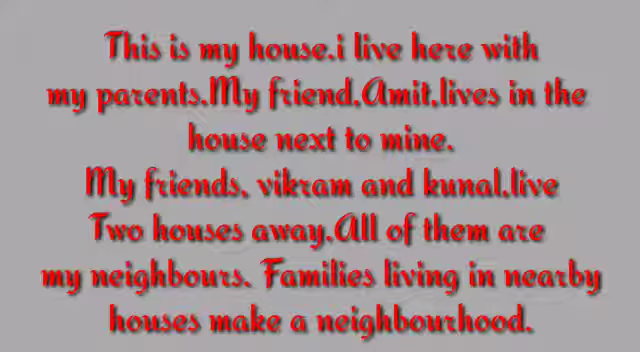 This is my house.i live here with
my parents.My friend,Amit,lives in the
house next to mine.
My friends, vikram and kunal,live
Two houses away.All of them are
my neighbours. Families living in nearby
houses make a neighbourhood.